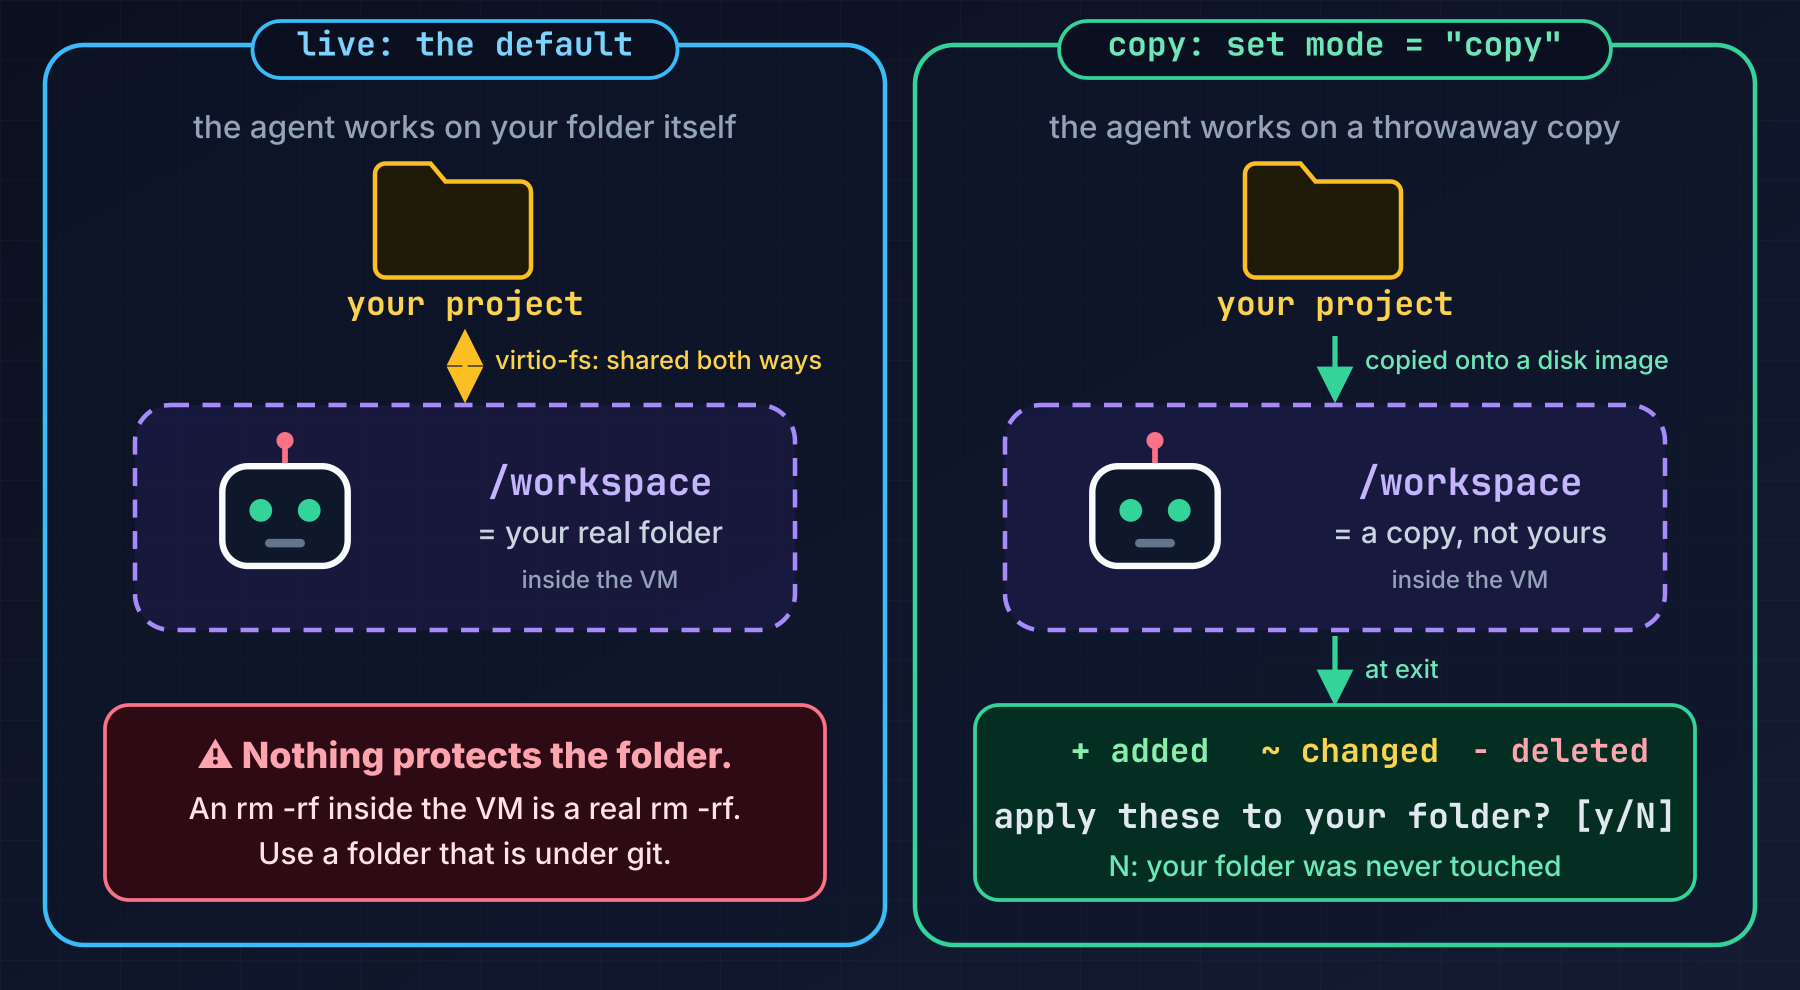 live: the default
the agent works on your folder itself
your project
virtio-fs: shared both ways
/workspace
= your real folder
inside the VM
⚠ Nothing protects the folder.
An rm -rf inside the VM is a real rm -rf.
Use a folder that is under git.
copy: set mode = "copy"
the agent works on a throwaway copy
your project
copied onto a disk image
/workspace
= a copy, not yours
inside the VM
at exit
+ added ~ changed - deleted
apply these to your folder? [y/N]
N: your folder was never touched